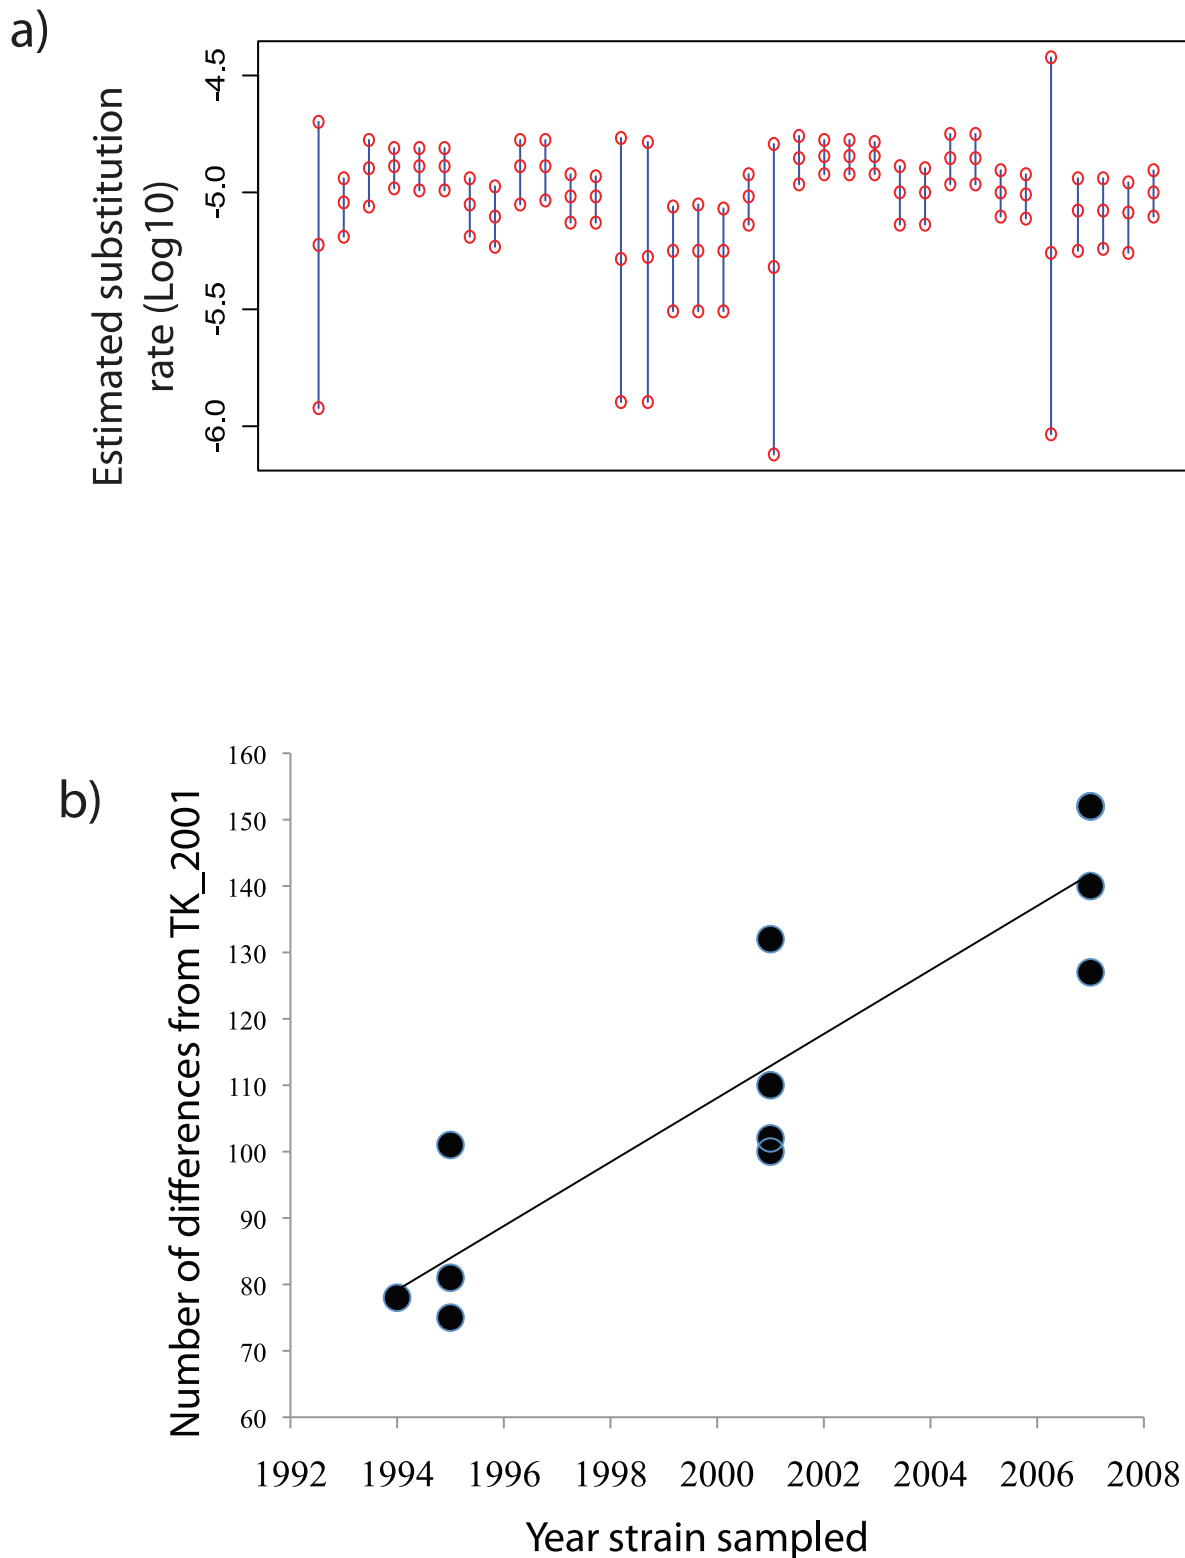 a)
Estimated substitution
rate (Log10)
-4.5
-5.0
-5.5
-6.0
b)
Number of differences from TK_2001
160
150
140
130
120
110
100
90
80
70
60
1992 1994 1996 1998 2000 2002 2004 2006 2008
Year strain sampled